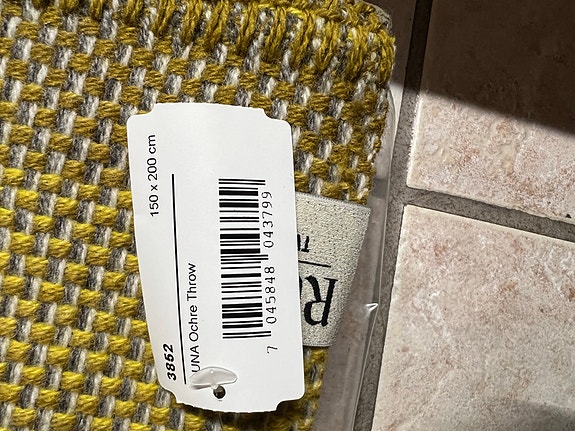 3852
150 x 200 cm
UNA Ochre Throw
7 045848 043799